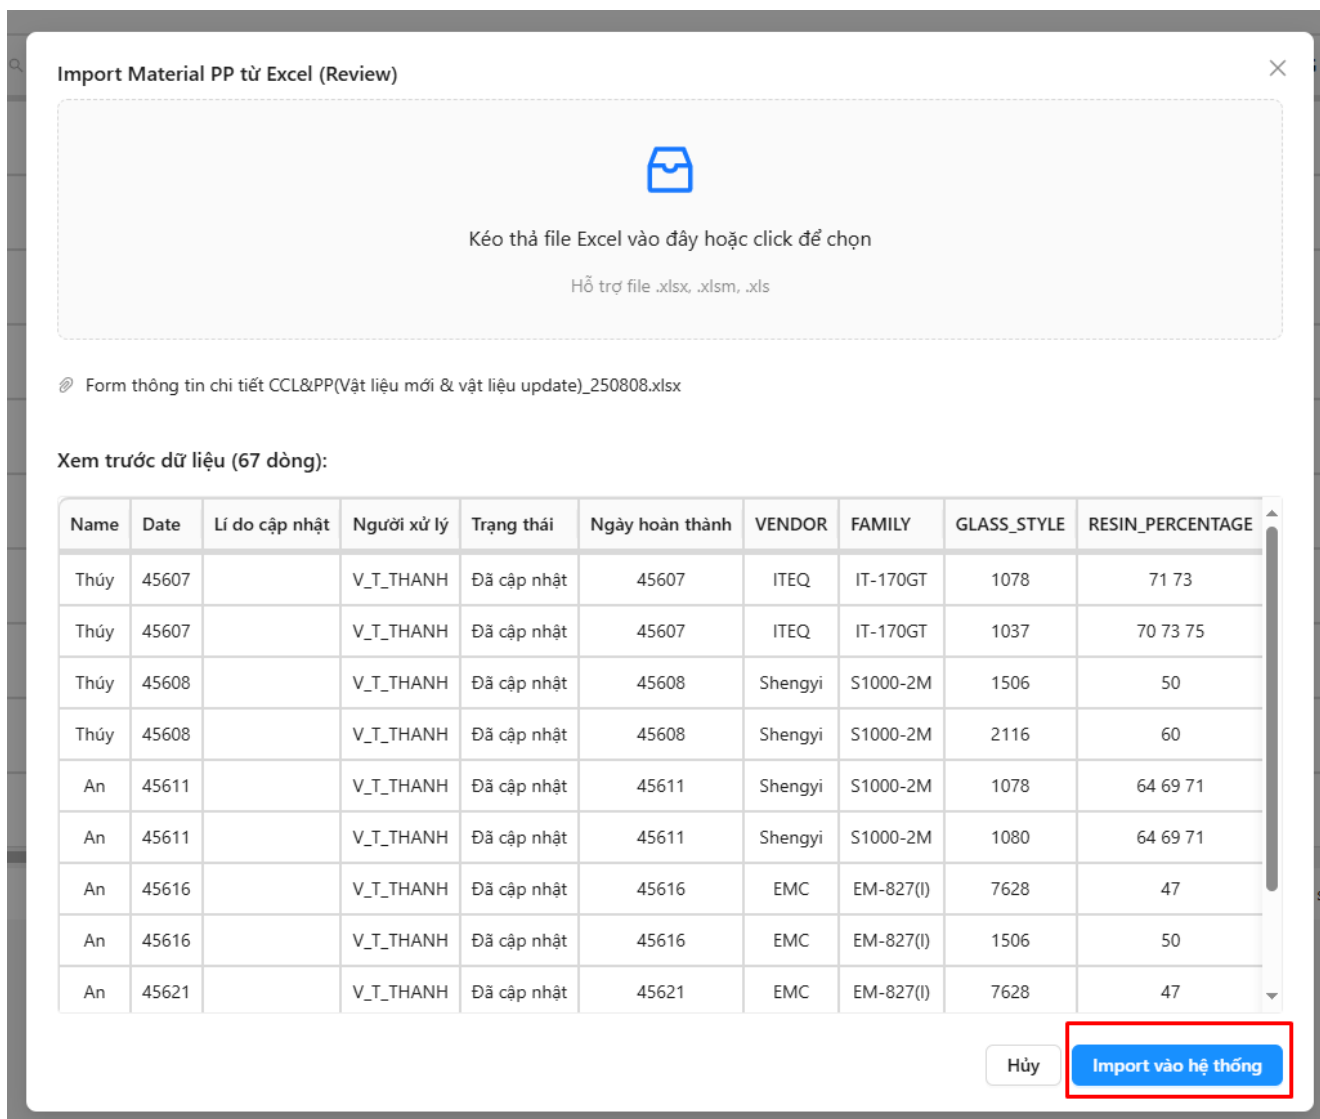 Import Material PP từ Excel (Review)
Kéo thả file Excel vào đây hoặc click để chọn
Hỗ trợ file .xlsx, .xlsm, .xls
Form thông tin chi tiết CCL&PP(Vật liệu mới & vật liệu update)_250808.xlsx
Xem trước dữ liệu (67 dòng):
Name Date Lí do cập nhật Người xử lý Trạng thái Ngày hoàn thành VENDOR FAMILY GLASS_STYLE RESIN_PERCENTAGE
Thúy 45607 V_T_THANH Đã cập nhật 45607 ITEQ IT-170GT 1078 71 73
Thúy 45607 V_T_THANH Đã cập nhật 45607 ITEQ IT-170GT 1037 70 73 75
Thúy 45608 V_T_THANH Đã cập nhật 45608 Shengyi S1000-2M 1506 50
Thúy 45608 V_T_THANH Đã cập nhật 45608 Shengyi S1000-2M 2116 60
An 45611 V_T_THANH Đã cập nhật 45611 Shengyi S1000-2M 1078 64 69 71
An 45611 V_T_THANH Đã cập nhật 45611 Shengyi S1000-2M 1080 64 69 71
An 45616 V_T_THANH Đã cập nhật 45616 EMC EM-827(I) 7628 47
An 45616 V_T_THANH Đã cập nhật 45616 EMC EM-827(I) 1506 50
An 45621 V_T_THANH Đã cập nhật 45621 EMC EM-827(I) 7628 47
Hủy Import vào hệ thống